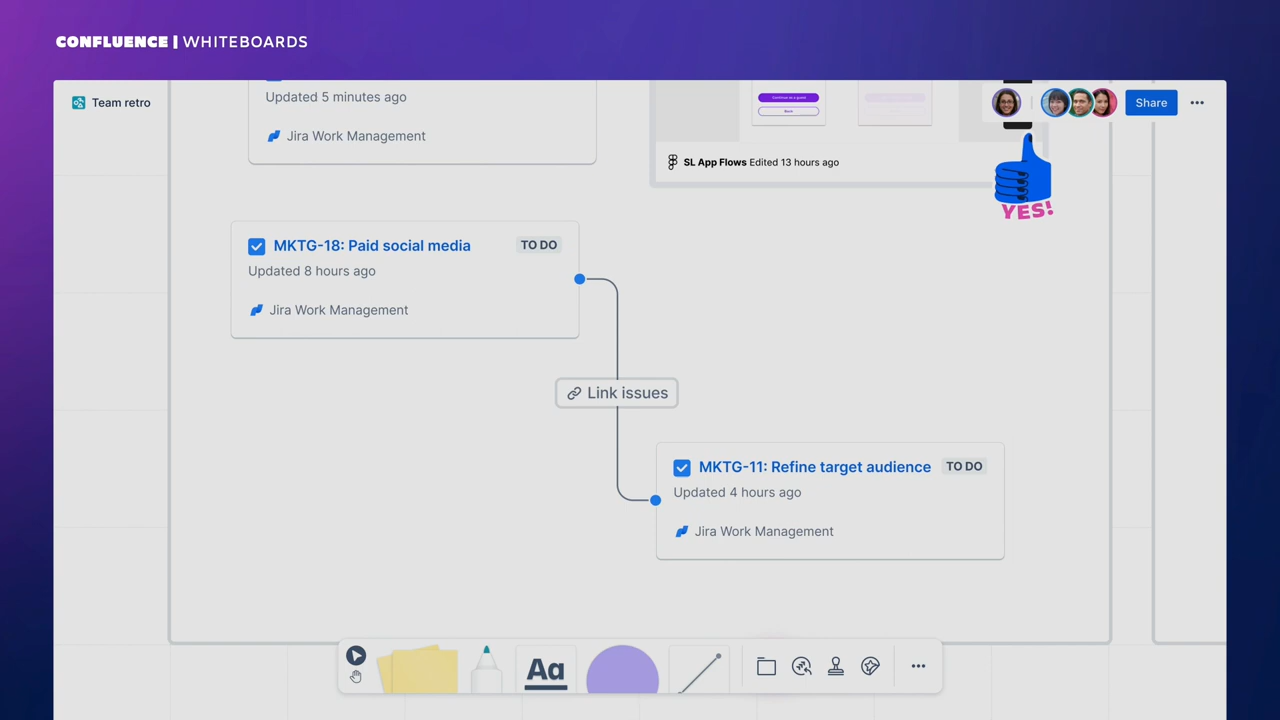 CONFLUENCE | WHITEBOARDS
Team retro
Share
Updated 5 minutes ago
Jira Work Management
SL App Flows Edited 13 hours ago
YES!
MKTG-18: Paid social media
TO DO
Updated 8 hours ago
Jira Work Management
Link issues
MKTG-11: Refine target audience
TO DO
Updated 4 hours ago
Jira Work Management
Aa